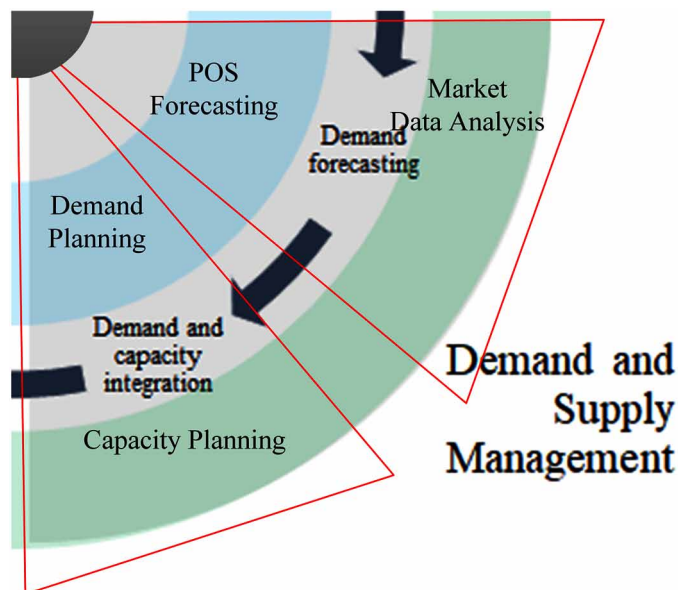 POS
Forecasting
Market
Data Analysis
Demand
forecasting
Demand
Planning
Demand and
capacity
integration
Capacity Planning
Demand and
Supply
Management